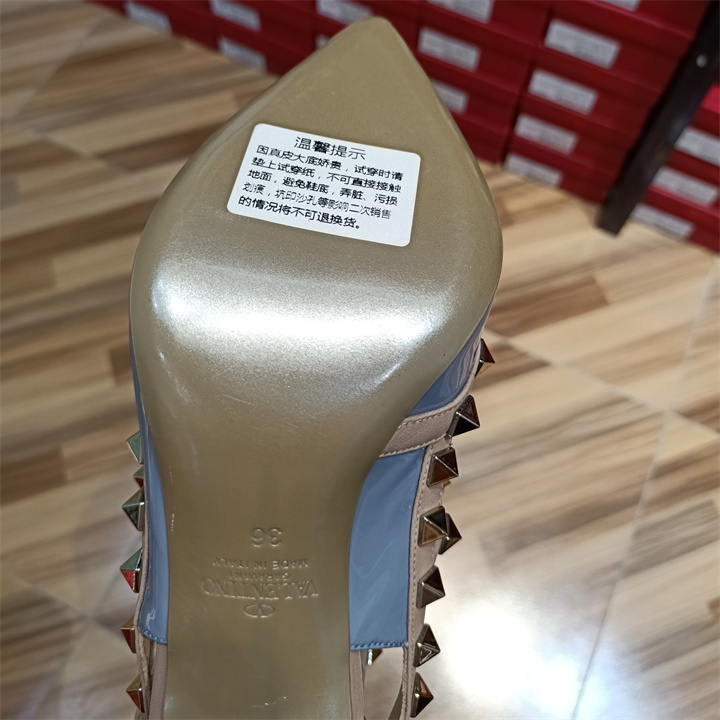 温馨提示
因真皮大底娇贵，试穿时请
垫上试穿纸，不可直接接触
地面，避免鞋底，弄脏、污损
划痕，坑印沙孔等影响二次销售
的情况将不可退换货。
36
MADE IN ITALY
GARAVANI
VALENTINO